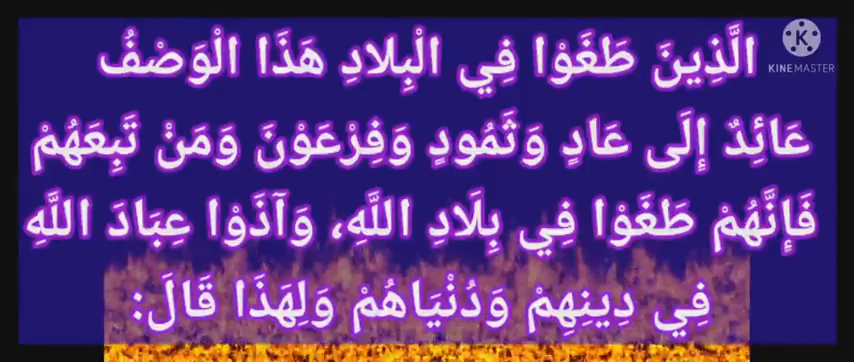 الَّذِينَ طَغَوْا فِي الْبِلادِ هَذَا الْوَصْفُ
KINEMASTER
عَائِدٌ إِلَى عَادٍ وَثَمُودٍ وَفِرْعَوْنَ وَمَنْ تَبِعَهُمْ
فَإِنَّهُمْ طَغَوْا فِي بِلَادِ اللَّهِ، وَآذَوْا عِبَادَ اللَّهِ
فِي دِينِهِمْ وَدُنْيَاهُمْ وَلِهَذَا قَالَ: